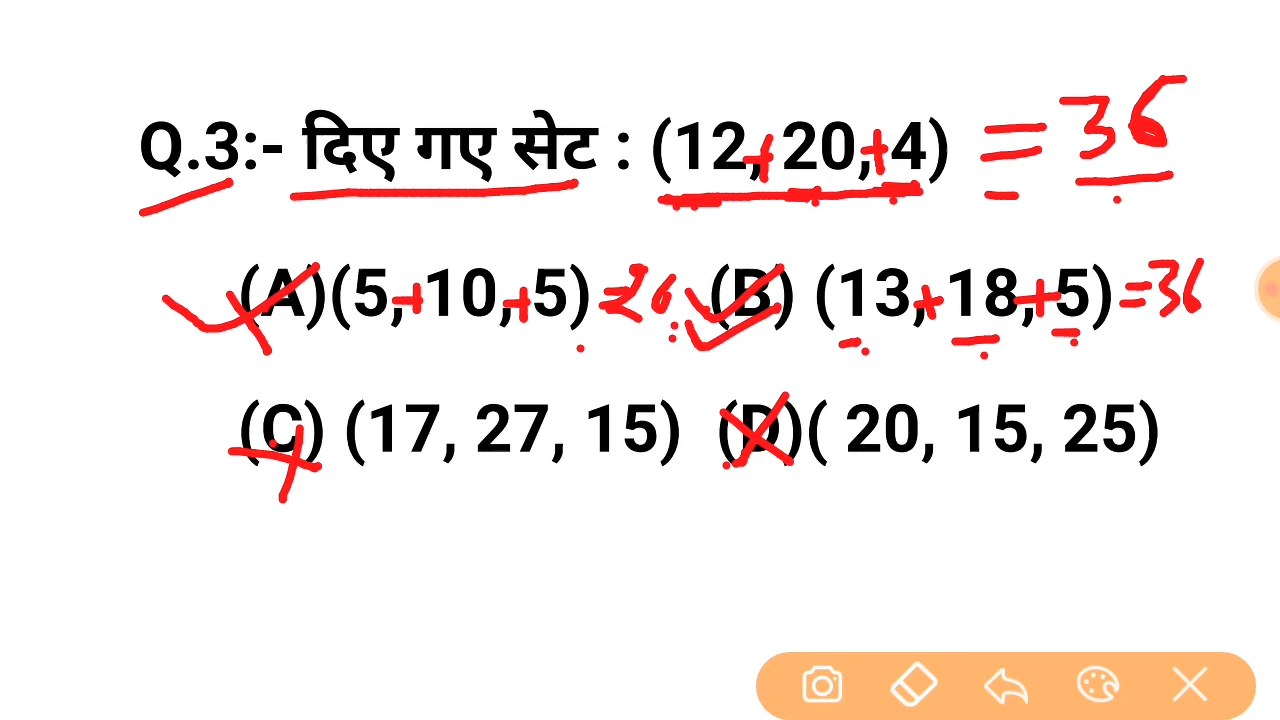 Q.3:- दिए गए सेट : (12,+ 20,+ 4) = 36
(A)(5,+ 10,+ 5) = 26 (B) (13,+ 18,+ 5) = 36
(C) (17, 27, 15) (D)( 20, 15, 25)